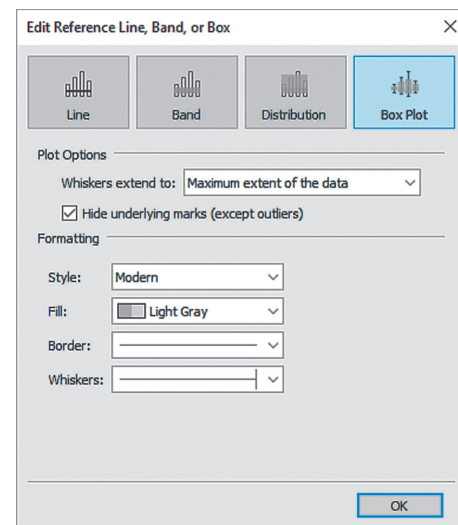 Edit Reference Line, Band, or Box
Line
Band
Distribution
Box Plot
Plot Options
Whiskers extend to: Maximum extent of the data
Hide underlying marks (except outliers)
Formatting
Style: Modern
Fill: Light Gray
Border:
Whiskers:
OK